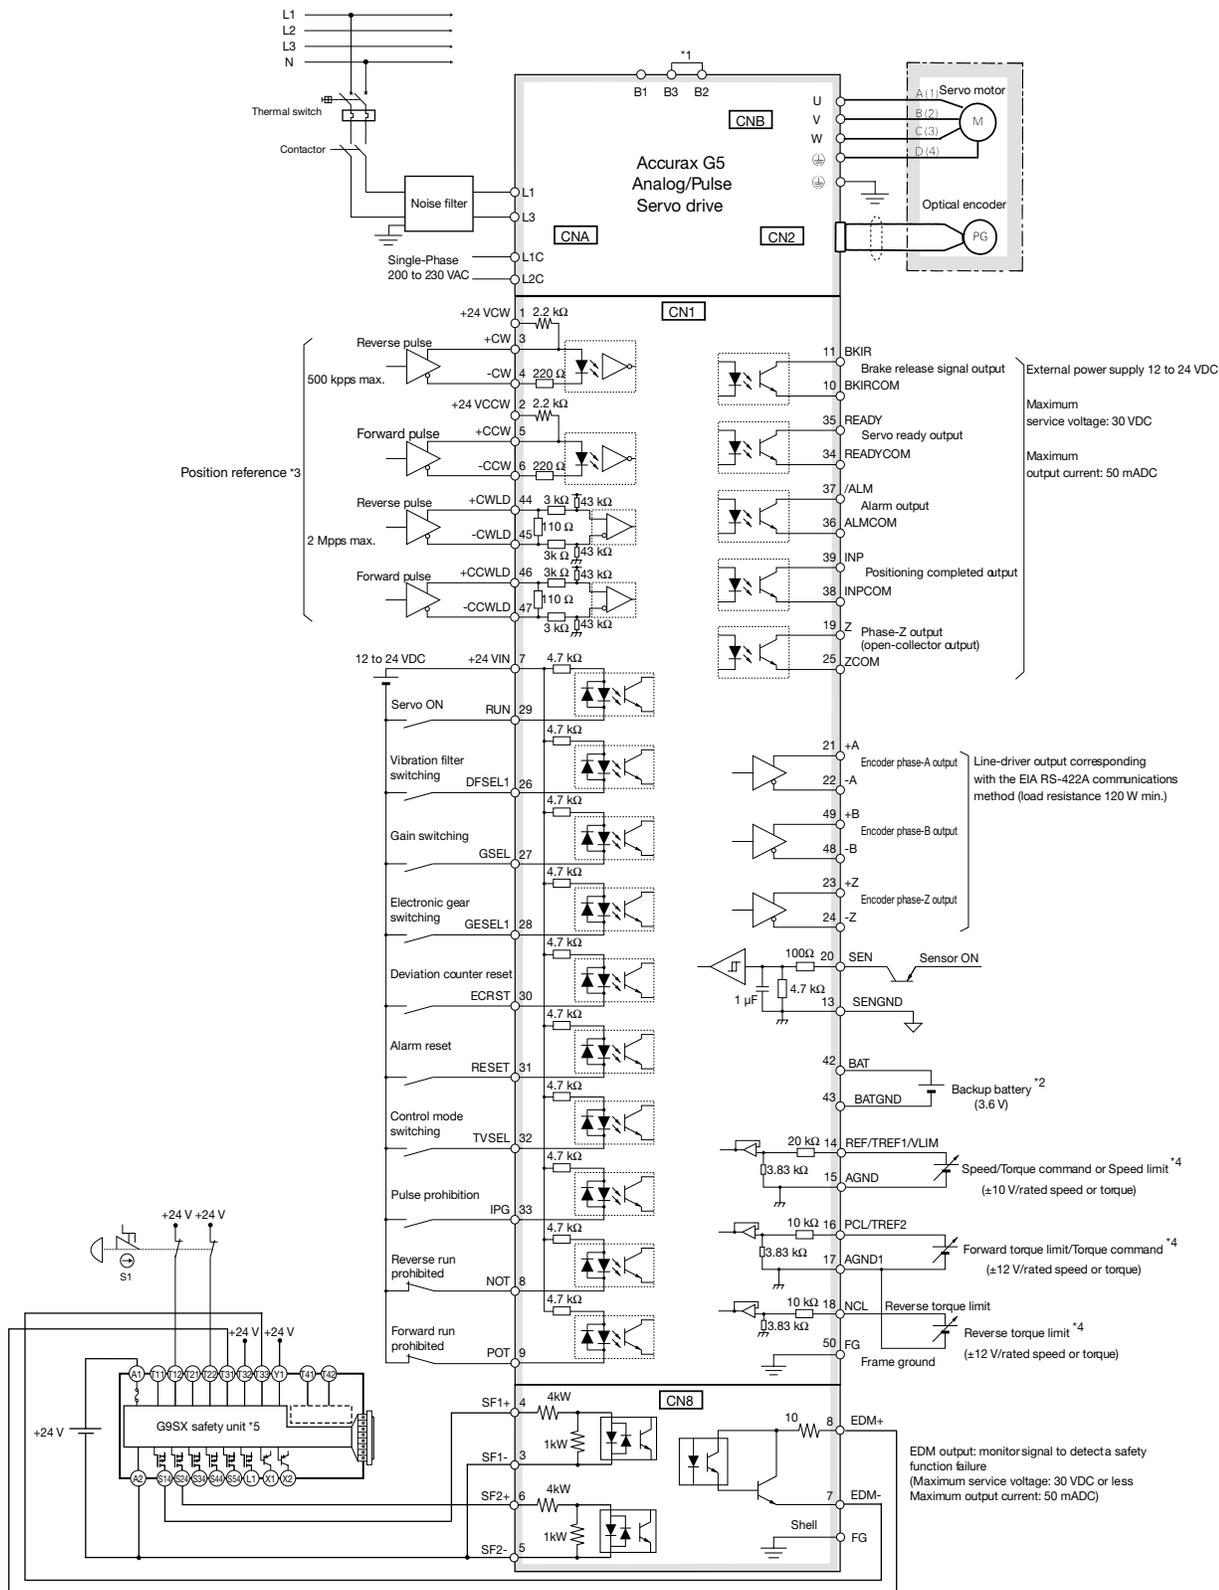 L1
L2
L3
N
Thermal switch
Contactor
Noise filter
*1
B1 B3 B2
CNB
Accurax G5
Analog/Pulse
Servo drive
CNA
CN2
L1
L3
L1C
L2C
Single-Phase
200 to 230 VAC
U
V
W
A (1)
B (2)
C (3)
D (4)
Servo motor
M
Optical encoder
PG
CN1
+24 VCW 1 2.2 kΩ
Reverse pulse
+CW 3
-CW 4 220 Ω
500 kpps max.
+24 VCCW 2 2.2 kΩ
Forward pulse
+CCW 5
-CCW 6 220 Ω
Position reference *3
Reverse pulse
+CWLD 44 3 kΩ 43 kΩ
110 Ω
-CWLD 45 3k Ω 43 kΩ
2 Mpps max.
Forward pulse
+CCWLD 46 3k Ω 43 kΩ
110 Ω
-CCWLD 47 3 kΩ 43 kΩ
12 to 24 VDC
+24 VIN 7 4.7 kΩ
Servo ON
RUN 29
4.7 kΩ
Vibration filter
switching
DFSEL1 26
4.7 kΩ
Gain switching
GSEL 27
4.7 kΩ
Electronic gear
switching
GESEL1 28
4.7 kΩ
Deviation counter reset
ECRST 30
4.7 kΩ
Alarm reset
RESET 31
4.7 kΩ
Control mode
switching
TVSEL 32
4.7 kΩ
Pulse prohibition
IPG 33
4.7 kΩ
Reverse run
prohibited
NOT 8
4.7 kΩ
Forward run
prohibited
POT 9
11 BKIR
Brake release signal output
10 BKIRCOM
35 READY
Servo ready output
34 READYCOM
37 /ALM
Alarm output
36 ALMCOM
39 INP
Positioning completed output
38 INPCOM
19 Z
Phase-Z output
(open-collector output)
25 ZCOM
External power supply 12 to 24 VDC
Maximum
service voltage: 30 VDC
Maximum
output current: 50 mADC
21 +A
Encoder phase-A output
22 -A
49 +B
Encoder phase-B output
48 -B
23 +Z
Encoder phase-Z output
24 -Z
Line-driver output corresponding
with the EIA RS-422A communications
method (load resistance 120 W min.)
100Ω 20 SEN
Sensor ON
1 µF
4.7 kΩ
13 SENGND
42 BAT
43 BATGND
Backup battery *2
(3.6 V)
20 kΩ 14 REF/TREF1/VLIM
3.83 kΩ
15 AGND
Speed/Torque command or Speed limit *4
(±10 V/rated speed or torque)
10 kΩ 16 PCL/TREF2
3.83 kΩ
17 AGND1
Forward torque limit/Torque command *4
(±12 V/rated speed or torque)
10 kΩ 18 NCL
Reverse torque limit
3.83 kΩ
Reverse torque limit *4
(±12 V/rated speed or torque)
50 FG
Frame ground
+24 V +24 V
S1
+24 V +24 V
A1 T11 T12 T21 T22 T31 T32 T33 Y1 T41 T42
G9SX safety unit *5
+24 V
A2 S14 S24 S34 S44 S54 L1 X1 X2
CN8
SF1+ 4 4kW
1kW
SF1- 3
SF2+ 6 4kW
1kW
SF2- 5
10 8 EDM+
7 EDM-
Shell
FG
EDM output: monitor signal to detect a safety
function failure
(Maximum service voltage: 30 VDC or less
Maximum output current: 50 mADC)